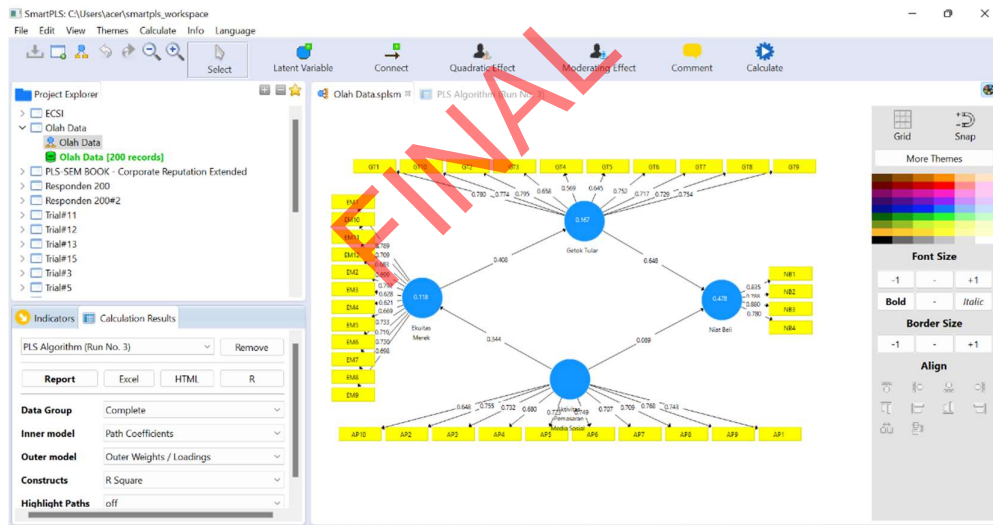 SmartPLS: C:\Users\acer\smartpls_workspace
File Edit View Themes Calculate Info Language
Select Latent Variable Connect Quadratic Effect Moderating Effect Comment Calculate
Project Explorer
ECSI
Olah Data
Olah Data
Olah Data [200 records]
PLS-SEM BOOK - Corporate Reputation Extended
Responden 200
Responden 200#2
Trial#11
Trial#12
Trial#13
Trial#15
Trial#3
Trial#5
Indicators Calculation Results
PLS Algorithm (Run No. 3) Remove
Report Excel HTML R
Data Group Complete
Inner model Path Coefficients
Outer model Outer Weights / Loadings
Constructs R Square
Highlight Paths off
Olah Data.splsm PLS Algorithm (Run No. 3)
FINAL
GT1 GT10 GT2 GT3 GT4 GT5 GT6 GT7 GT8 GT9
0.780 0.774 0.795 0.658 0.569 0.645 0.752 0.717 0.729 0.754
0.167
Getok Tular
EM1
EM10
EM11
EM12
EM2
EM3
EM4
EM5
EM6
EM7
EM8
EM9
0.709
0.628
0.621
0.669
0.733
0.730
0.698
0.118
Ekuitas
Merek
0.408
0.648
0.344
0.089
0.478
Niat Beli
0.835
0.880
0.780
NB1
NB2
NB3
NB4
Aktivitas
Pemasaran
Media Sosial
0.648 0.755 0.732 0.680 0.749 0.707 0.709 0.768 0.743
AP10 AP2 AP3 AP4 AP5 AP6 AP7 AP8 AP9 AP1
Grid Snap
More Themes
Font Size
-1 - +1
Bold - Italic
Border Size
-1 - +1
Align